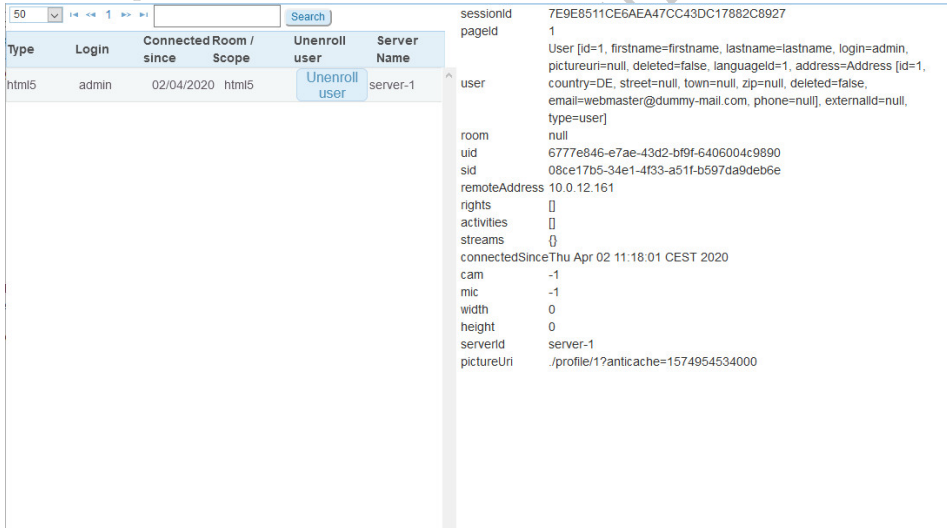 50 1 Search
Type Login Connected since Room / Scope Unenroll user Server Name
html5 admin 02/04/2020 html5 Unenroll user server-1
sessionId 7E9E8511CE6AEA47CC43DC17882C8927
pageId 1
User [id=1, firstname=firstname, lastname=lastname, login=admin,
pictureuri=null, deleted=false, languageId=1, address=Address [id=1,
user country=DE, street=null, town=null, zip=null, deleted=false,
email=webmaster@dummy-mail.com, phone=null], externalId=null,
type=user]
room null
uid 6777e846-e7ae-43d2-bf9f-6406004c9890
sid 08ce17b5-34e1-4f33-a51f-b597da9deb6e
remoteAddress 10.0.12.161
rights []
activities []
streams {}
connectedSinceThu Apr 02 11:18:01 CEST 2020
cam -1
mic -1
width 0
height 0
serverId server-1
pictureUri ./profile/1?anticache=1574954534000